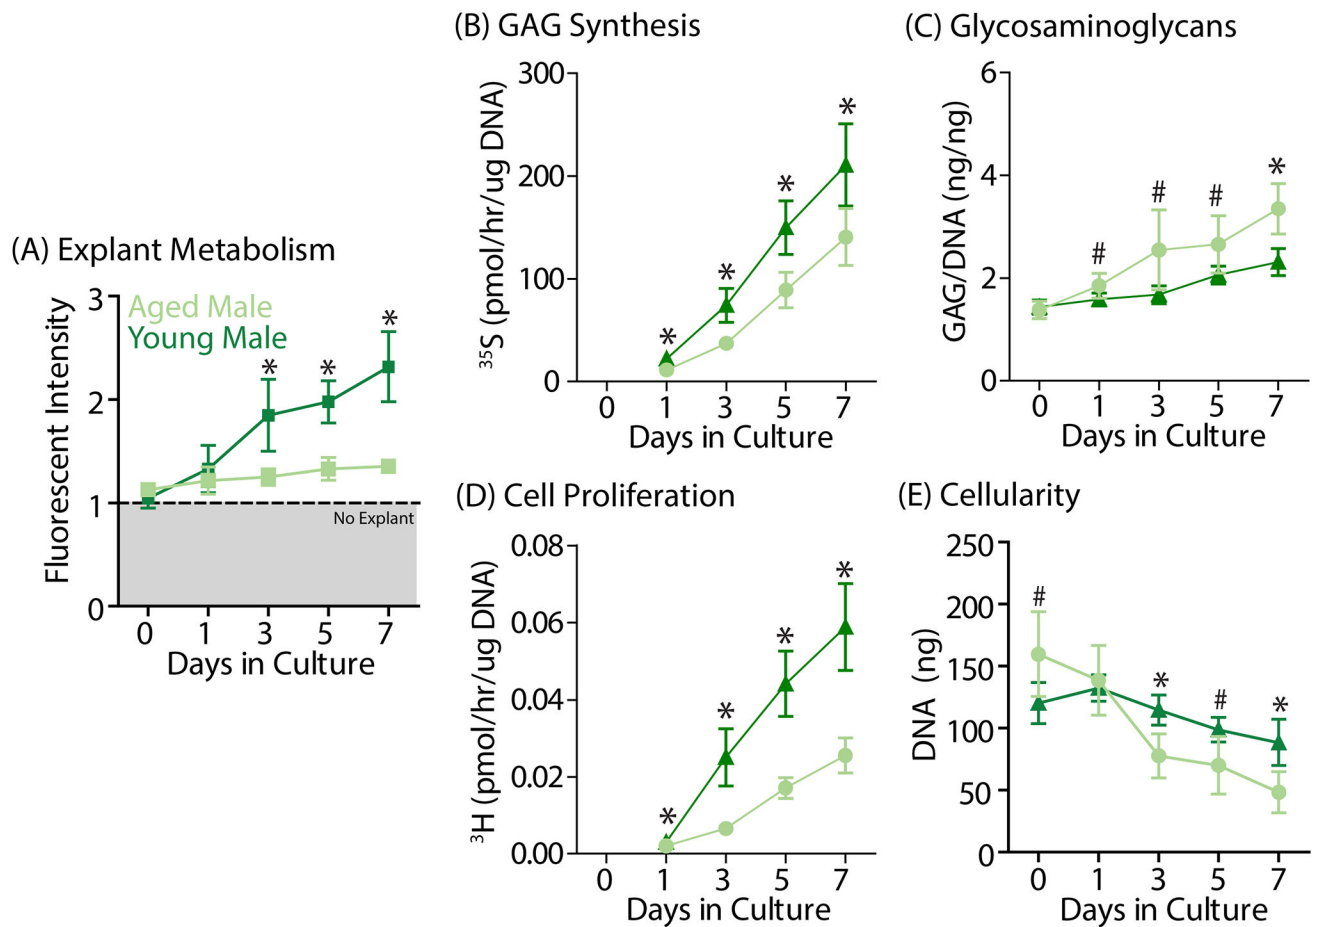 (A) Explant Metabolism
Fluorescent Intensity
3
2
1
0
Aged Male
Young Male
* * *
No Explant
0 1 3 5 7
Days in Culture
(B) GAG Synthesis
35S (pmol/hr/ug DNA)
300
200
100
0
* * * *
0 1 3 5 7
Days in Culture
(C) Glycosaminoglycans
GAG/DNA (ng/ng)
6
4
2
0
# # # *
0 1 3 5 7
Days in Culture
(D) Cell Proliferation
3H (pmol/hr/ug DNA)
0.08
0.06
0.04
0.02
0.00
* * * *
0 1 3 5 7
Days in Culture
(E) Cellularity
DNA (ng)
250
200
150
100
50
0
# * # *
0 1 3 5 7
Days in Culture